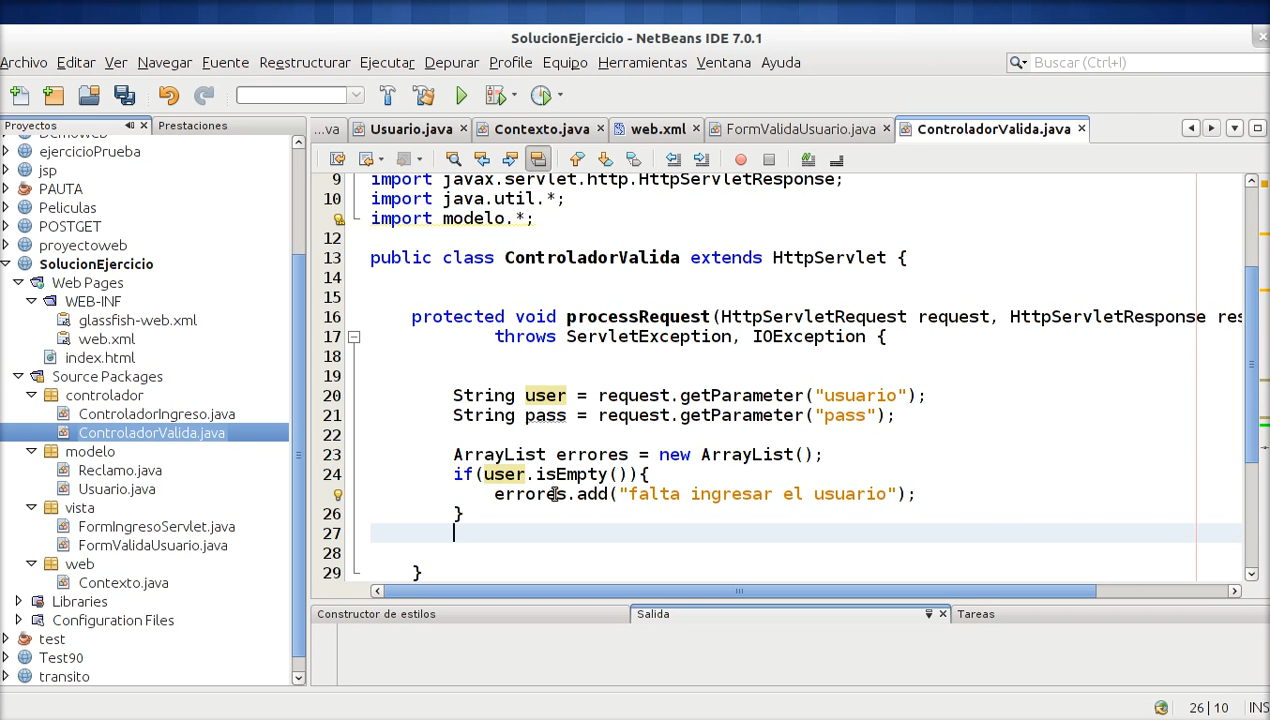 SolucionEjercicio - NetBeans IDE 7.0.1
Archivo Editar Ver Navegar Fuente Reestructurar Ejecutar Depurar Profile Equipo Herramientas Ventana Ayuda
Buscar (Ctrl+I)
Proyectos
Prestaciones
...va
Usuario.java
Contexto.java
web.xml
FormValidaUsuario.java
ControladorValida.java
Demoweb
ejercicioPrueba
jsp
PAUTA
Peliculas
POSTGET
proyectoweb
SolucionEjercicio
Web Pages
WEB-INF
glassfish-web.xml
web.xml
index.html
Source Packages
controlador
ControladorIngreso.java
ControladorValida.java
modelo
Reclamo.java
Usuario.java
vista
FormIngresoServlet.java
FormValidaUsuario.java
web
Contexto.java
Libraries
Configuration Files
test
Test90
transito
9 import javax.servlet.http.HttpServletResponse;
10 import java.util.*;
import modelo.*;
12
13 public class ControladorValida extends HttpServlet {
14
15
16 protected void processRequest(HttpServletRequest request, HttpServletResponse res
17 throws ServletException, IOException {
18
19
20 String user = request.getParameter("usuario");
21 String pass = request.getParameter("pass");
22
23 ArrayList errores = new ArrayList();
24 if(user.isEmpty()){
errores.add("falta ingresar el usuario");
26 }
27
28
29 }
Constructor de estilos
Salida
Tareas
26|10 INS